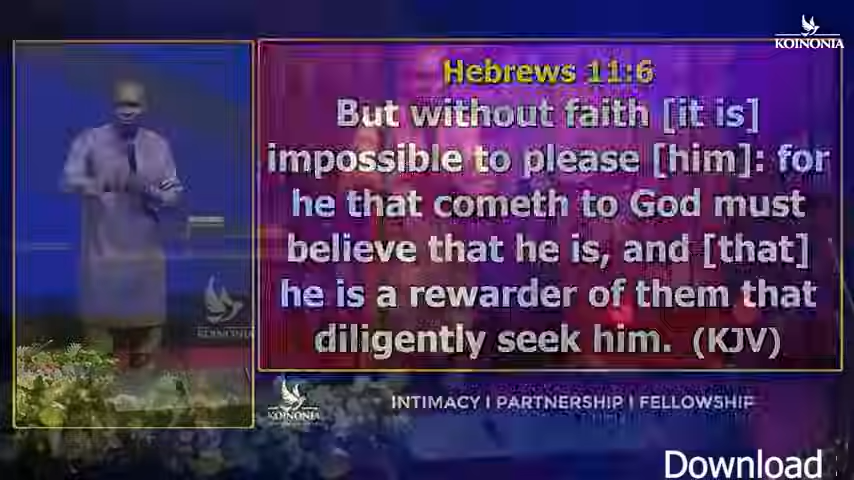 KOINONIA
Hebrews 11:6
But without faith [it is]
impossible to please [him]: for
he that cometh to God must
believe that he is, and [that]
he is a rewarder of them that
diligently seek him. (KJV)
KOINONIA
KOINONIA
INTIMACY I PARTNERSHIP I FELLOWSHIP
Download :